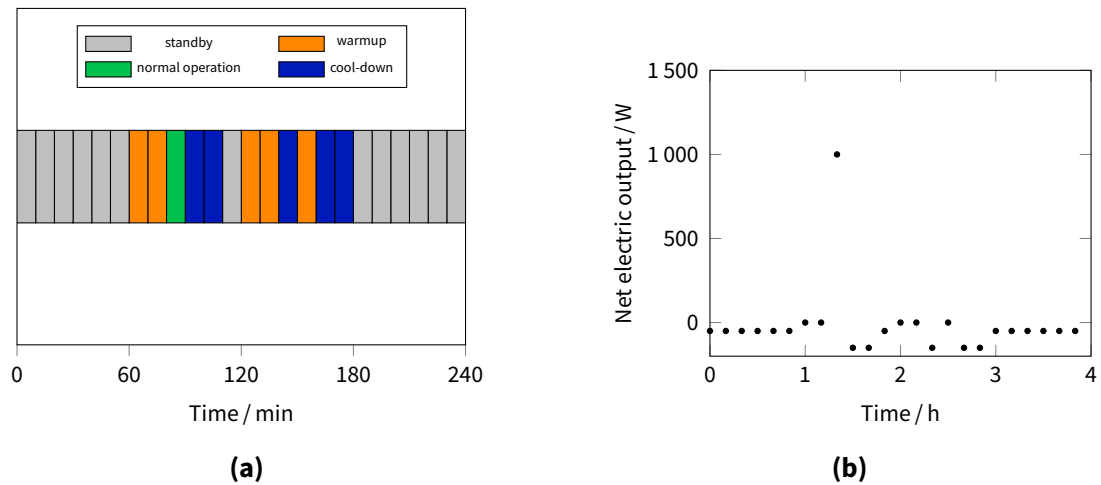 standby
warmup
normal operation
cool-down
0 60 120 180 240
Time / min
(a)
1 500
1 000
500
0
Net electric output / W
0 1 2 3 4
Time / h
(b)